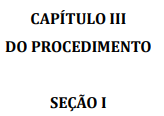 CAPÍTULO III
DO PROCEDIMENTO
SEÇÃO I